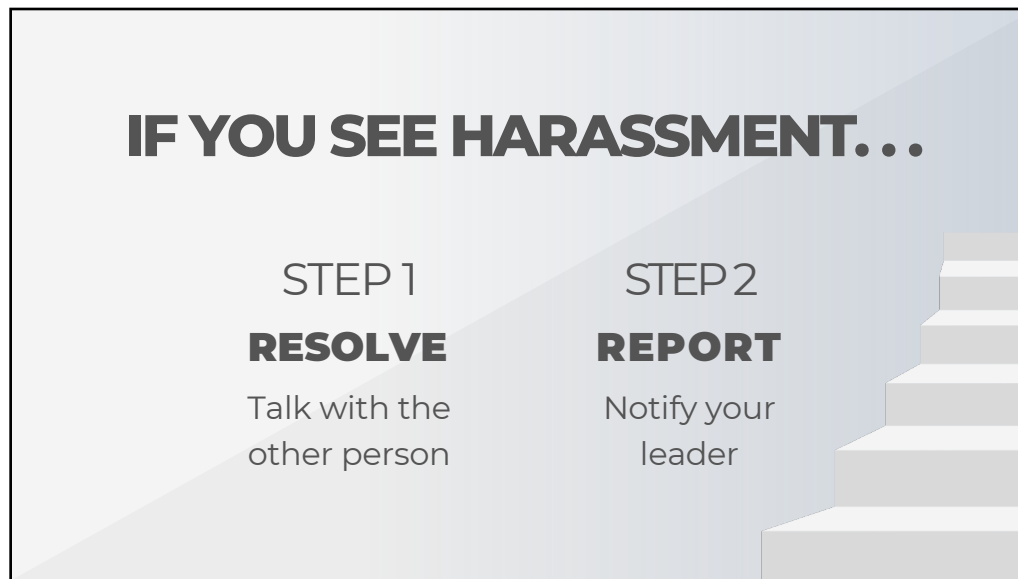 IF YOU SEE HARASSMENT. . .
STEP 1
RESOLVE
Talk with the
other person
STEP 2
REPORT
Notify your
leader